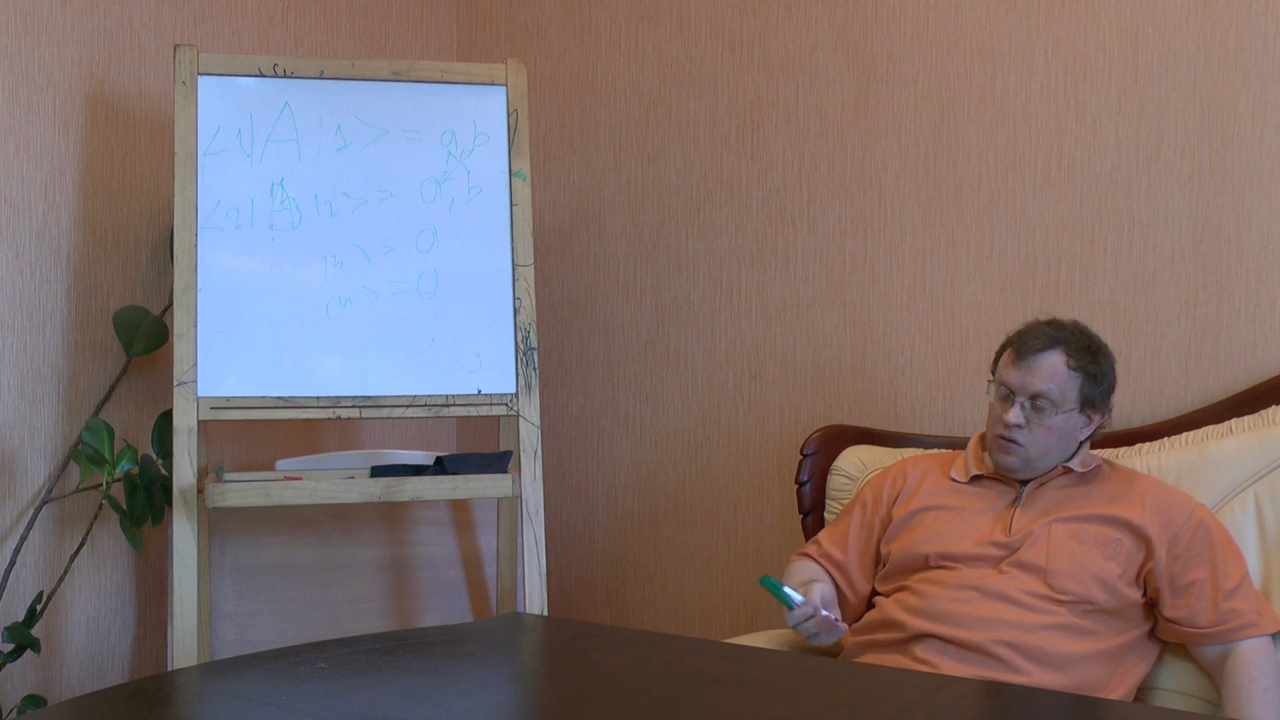 <1|A|1> = a,b
<2|A|2> = a,b
|3> = 0
|4> = 0